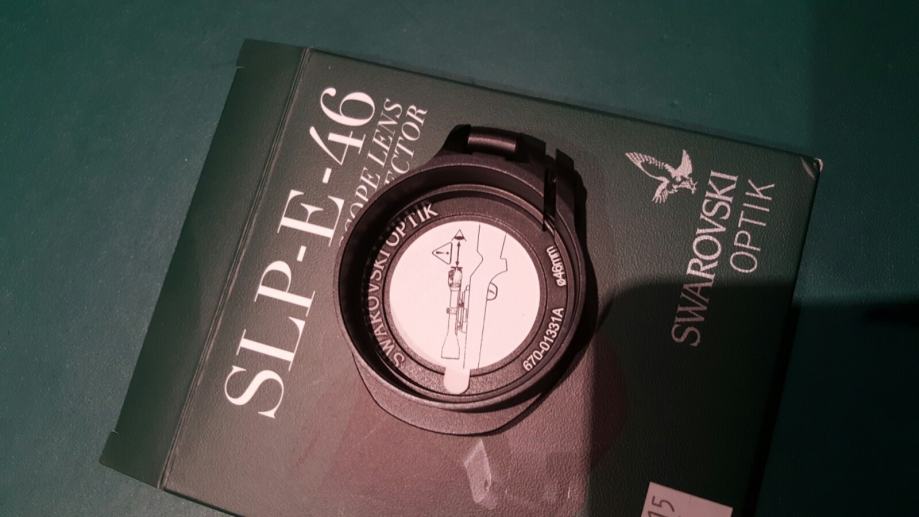 SLP-E-46
SCOPE LENS
PROTECTOR
SWAROVSKI
OPTIK
SWAROVSKI OPTIK
670-01331A
ø46mm
15